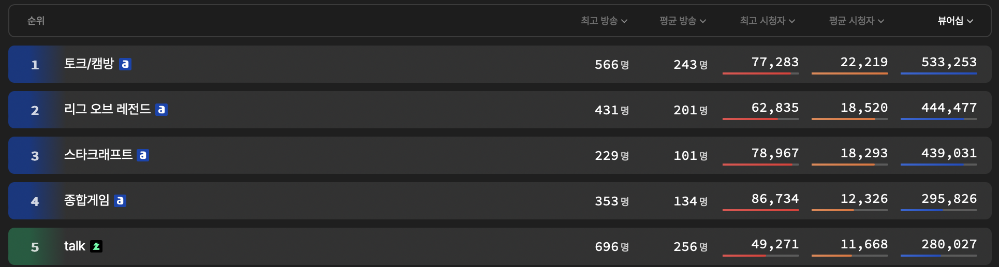 순위 최고 방송 평균 방송 최고 시청자 평균 시청자 뷰어십
1 토크/캠방 a 566명 243명 77,283 22,219 533,253
2 리그 오브 레전드 a 431명 201명 62,835 18,520 444,477
3 스타크래프트 a 229명 101명 78,967 18,293 439,031
4 종합게임 a 353명 134명 86,734 12,326 295,826
5 talk 696명 256명 49,271 11,668 280,027